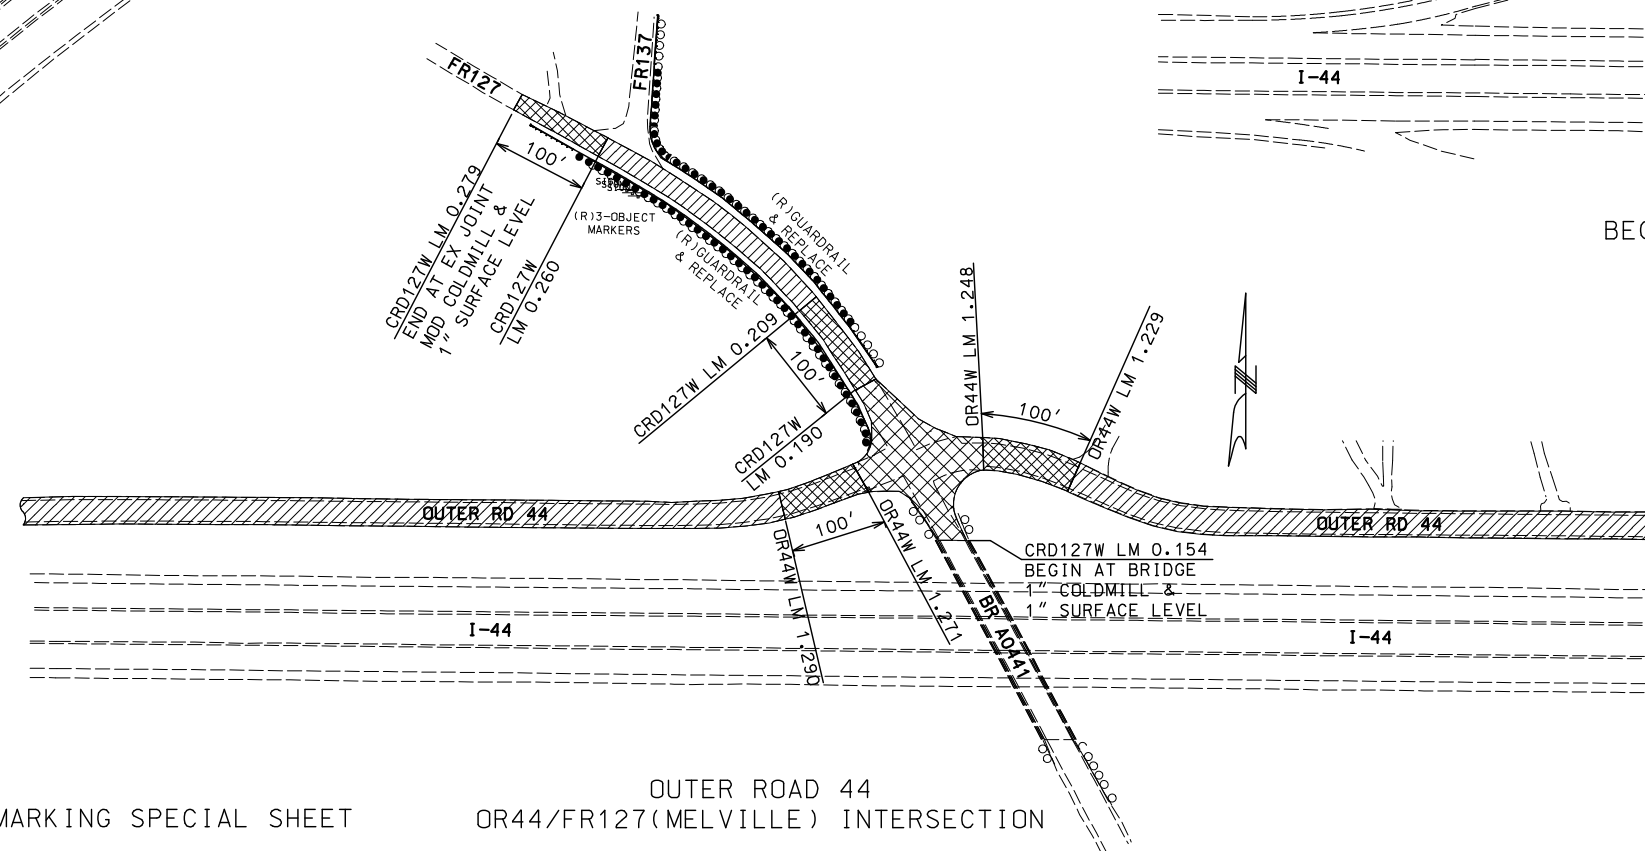 I-44
FR127
FR137
100'
CRD127W LM 0.279
END AT EX JOINT
MOD COLDMILL &
1" SURFACE LEVEL
CRD127W
LM 0.260
(R)3-OBJECT
MARKERS
(R)GUARDRAIL
& REPLACE
(R)GUARDRAIL
& REPLACE
BEG
CRD127W LM 0.209
100'
CRD127W
LM 0.190
OR44W LM 1.248
100'
OR44W LM 1.229
N
OUTER RD 44
OUTER RD 44
100'
OR44W LM 1.290
OR44W LM 1.271
CRD127W LM 0.154
BEGIN AT BRIDGE
1" COLDMILL &
1" SURFACE LEVEL
BR A0441
I-44
I-44
OUTER ROAD 44
OR44/FR127(MELVILLE) INTERSECTION
MARKING SPECIAL SHEET